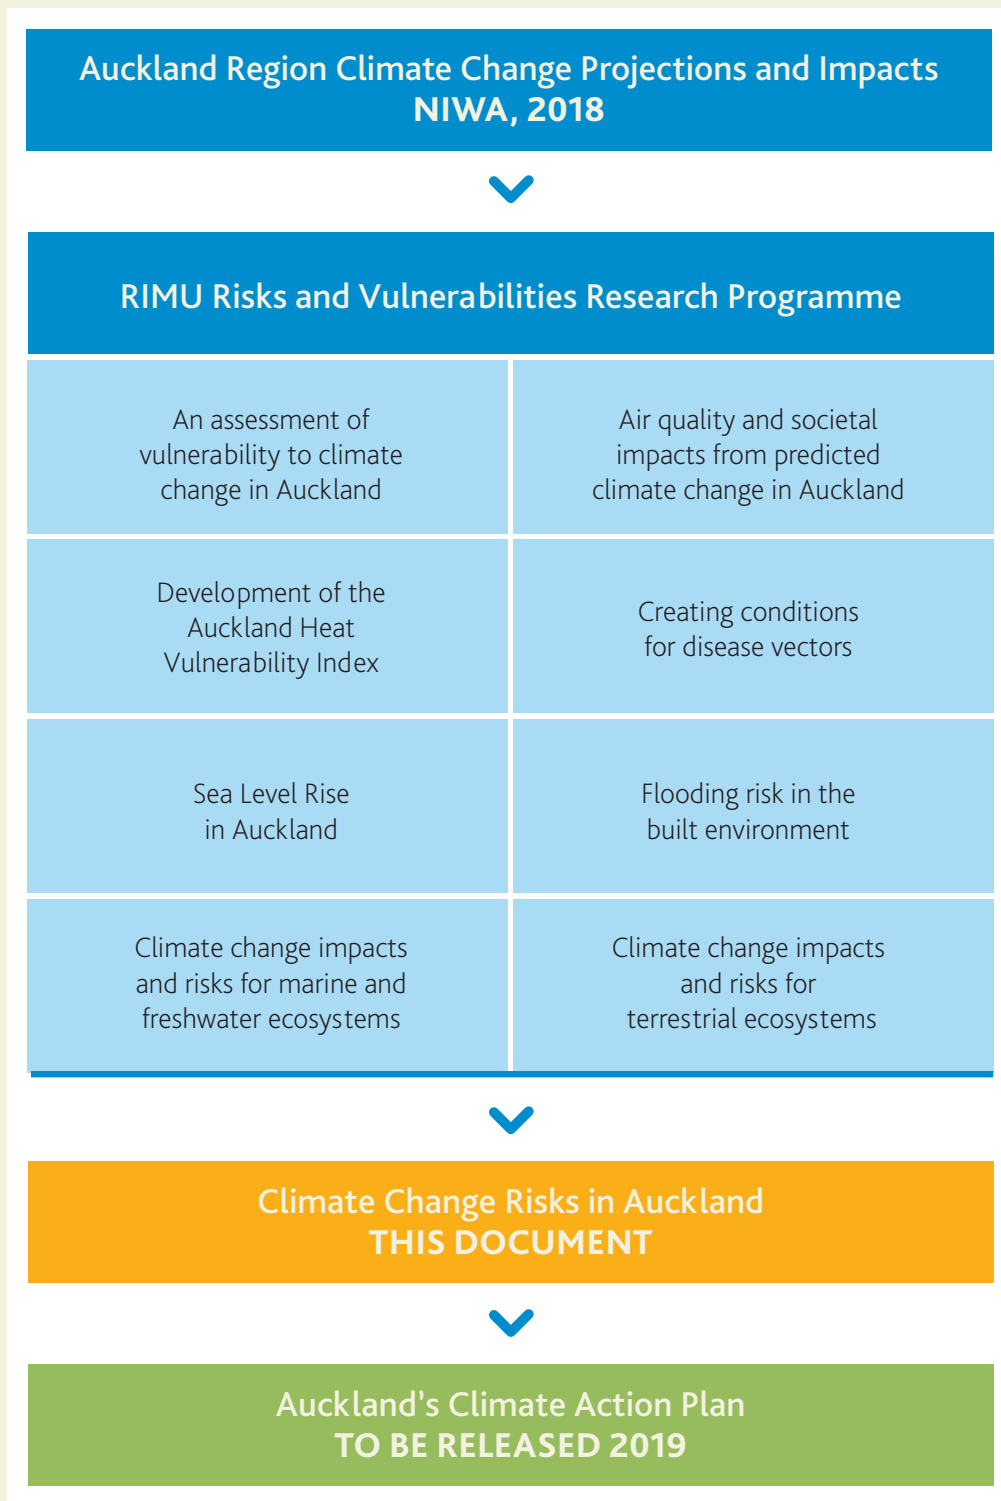 Auckland Region Climate Change Projections and Impacts
NIWA, 2018
RIMU Risks and Vulnerabilities Research Programme
An assessment of
vulnerability to climate
change in Auckland
Air quality and societal
impacts from predicted
climate change in Auckland
Development of the
Auckland Heat
Vulnerability Index
Creating conditions
for disease vectors
Sea Level Rise
in Auckland
Flooding risk in the
built environment
Climate change impacts
and risks for marine and
freshwater ecosystems
Climate change impacts
and risks for
terrestrial ecosystems
Climate Change Risks in Auckland
THIS DOCUMENT
Auckland's Climate Action Plan
TO BE RELEASED 2019